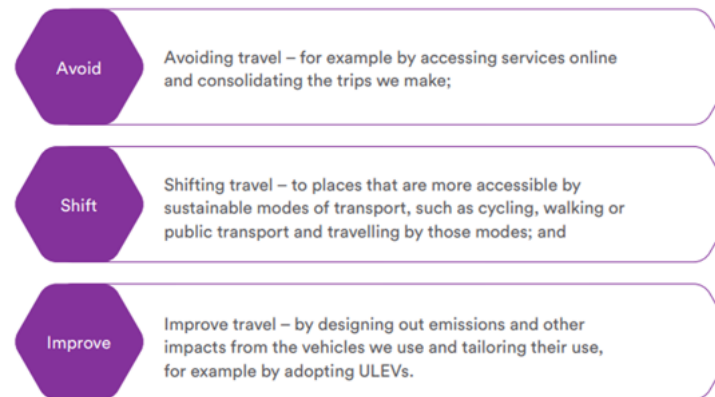 Avoid
Avoiding travel – for example by accessing services online
and consolidating the trips we make;
Shift
Shifting travel – to places that are more accessible by
sustainable modes of transport, such as cycling, walking or
public transport and travelling by those modes; and
Improve
Improve travel – by designing out emissions and other
impacts from the vehicles we use and tailoring their use,
for example by adopting ULEVs.